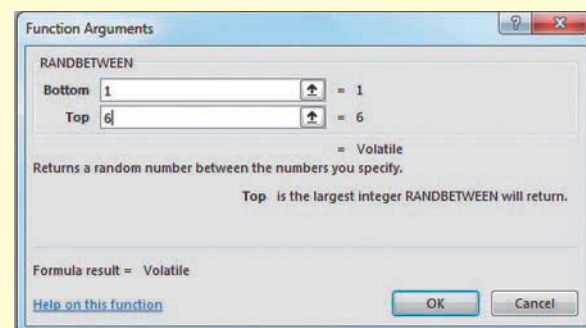 Function Arguments
RANDBETWEEN
Bottom 1 = 1
Top 6 = 6
= Volatile
Returns a random number between the numbers you specify.
Top is the largest integer RANDBETWEEN will return.
Formula result = Volatile
Help on this function OK Cancel